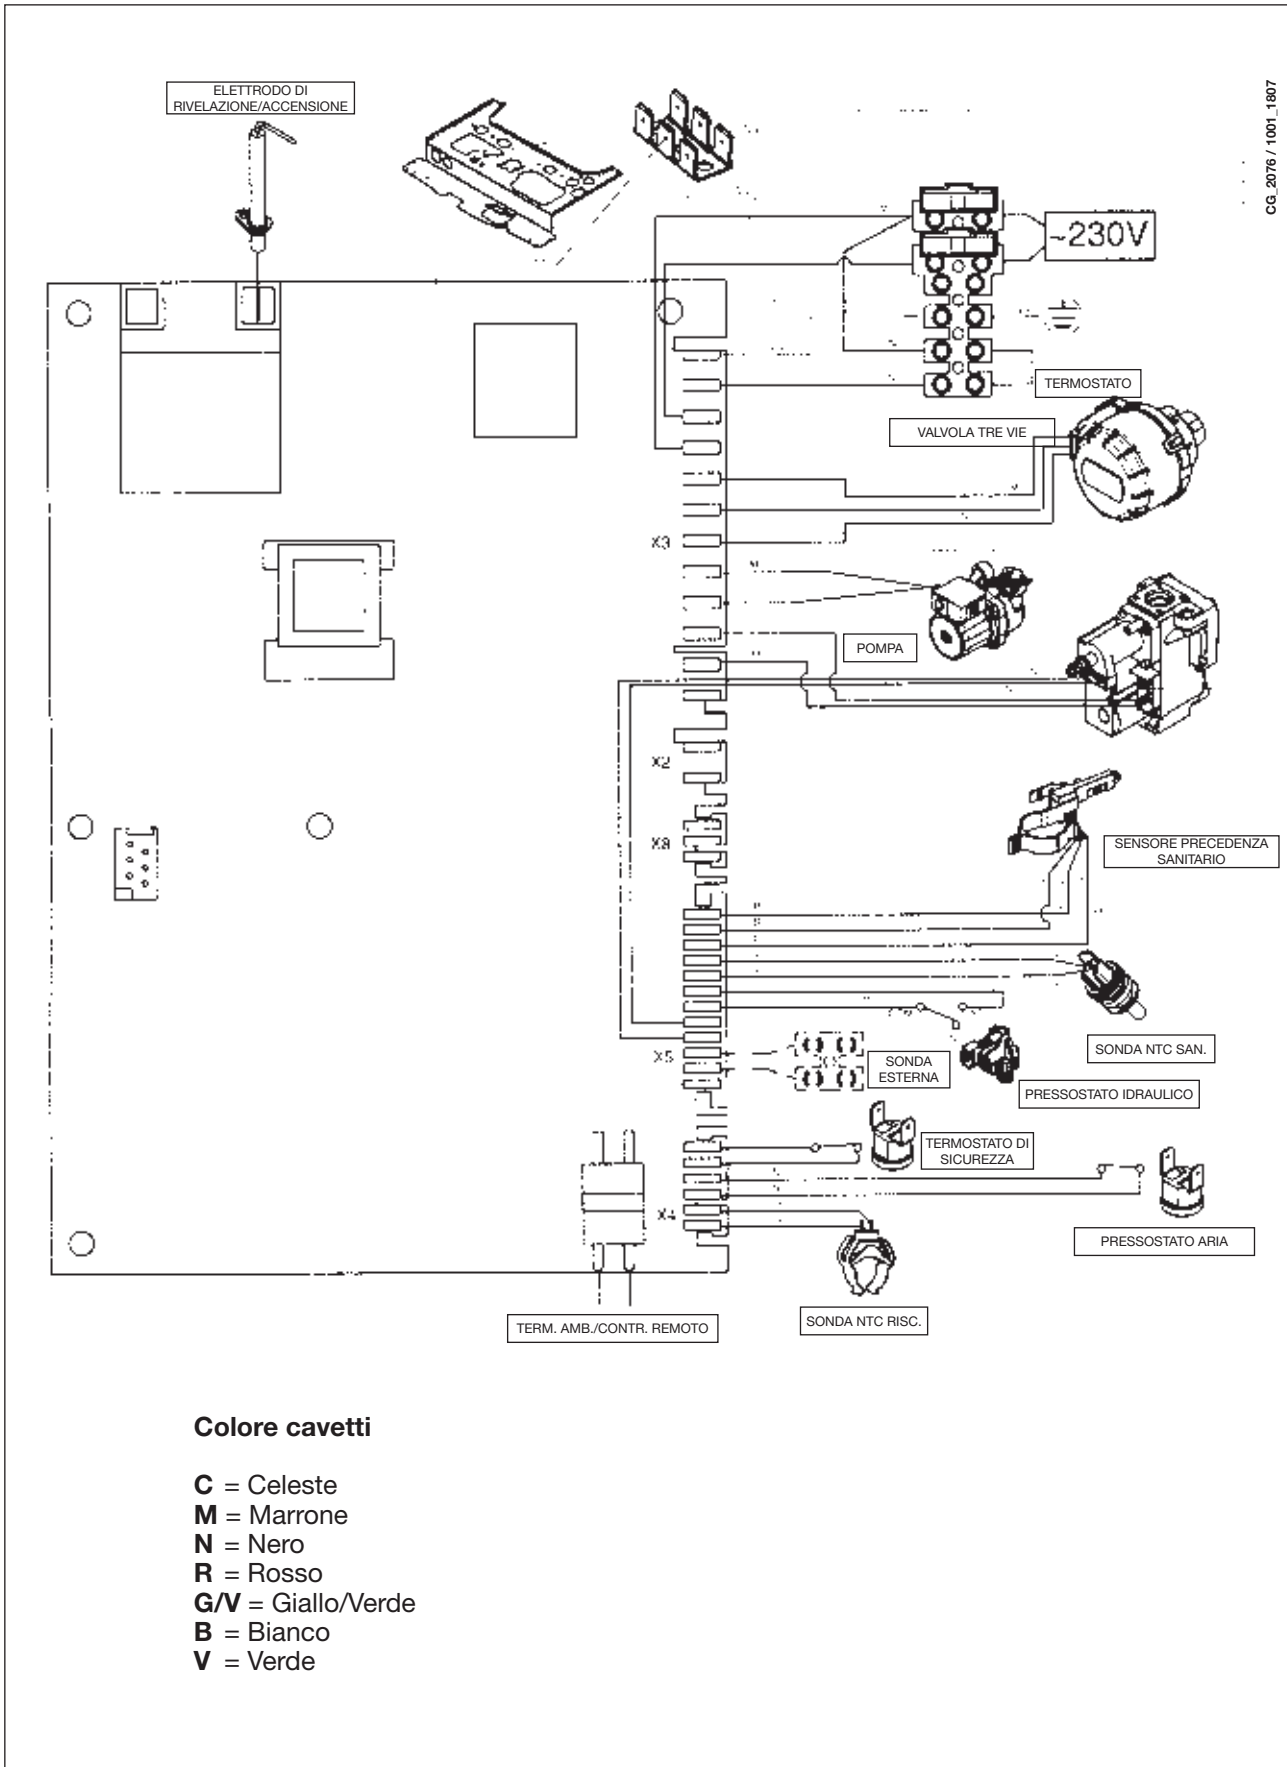 ELETTRODO DI
RIVELAZIONE/ACCENSIONE
CG_2076 / 1001_1807
~230V
TERMOSTATO
VALVOLA TRE VIE
X3
POMPA
X2
SENSORE PRECEDENZA
SANITARIO
SONDA NTC SAN.
X5
SONDA
ESTERNA
PRESSOSTATO IDRAULICO
TERMOSTATO DI
SICUREZZA
X4
PRESSOSTATO ARIA
SONDA NTC RISC.
TERM. AMB./CONTR. REMOTO
Colore cavetti
C = Celeste
M = Marrone
N = Nero
R = Rosso
G/V = Giallo/Verde
B = Bianco
V = Verde